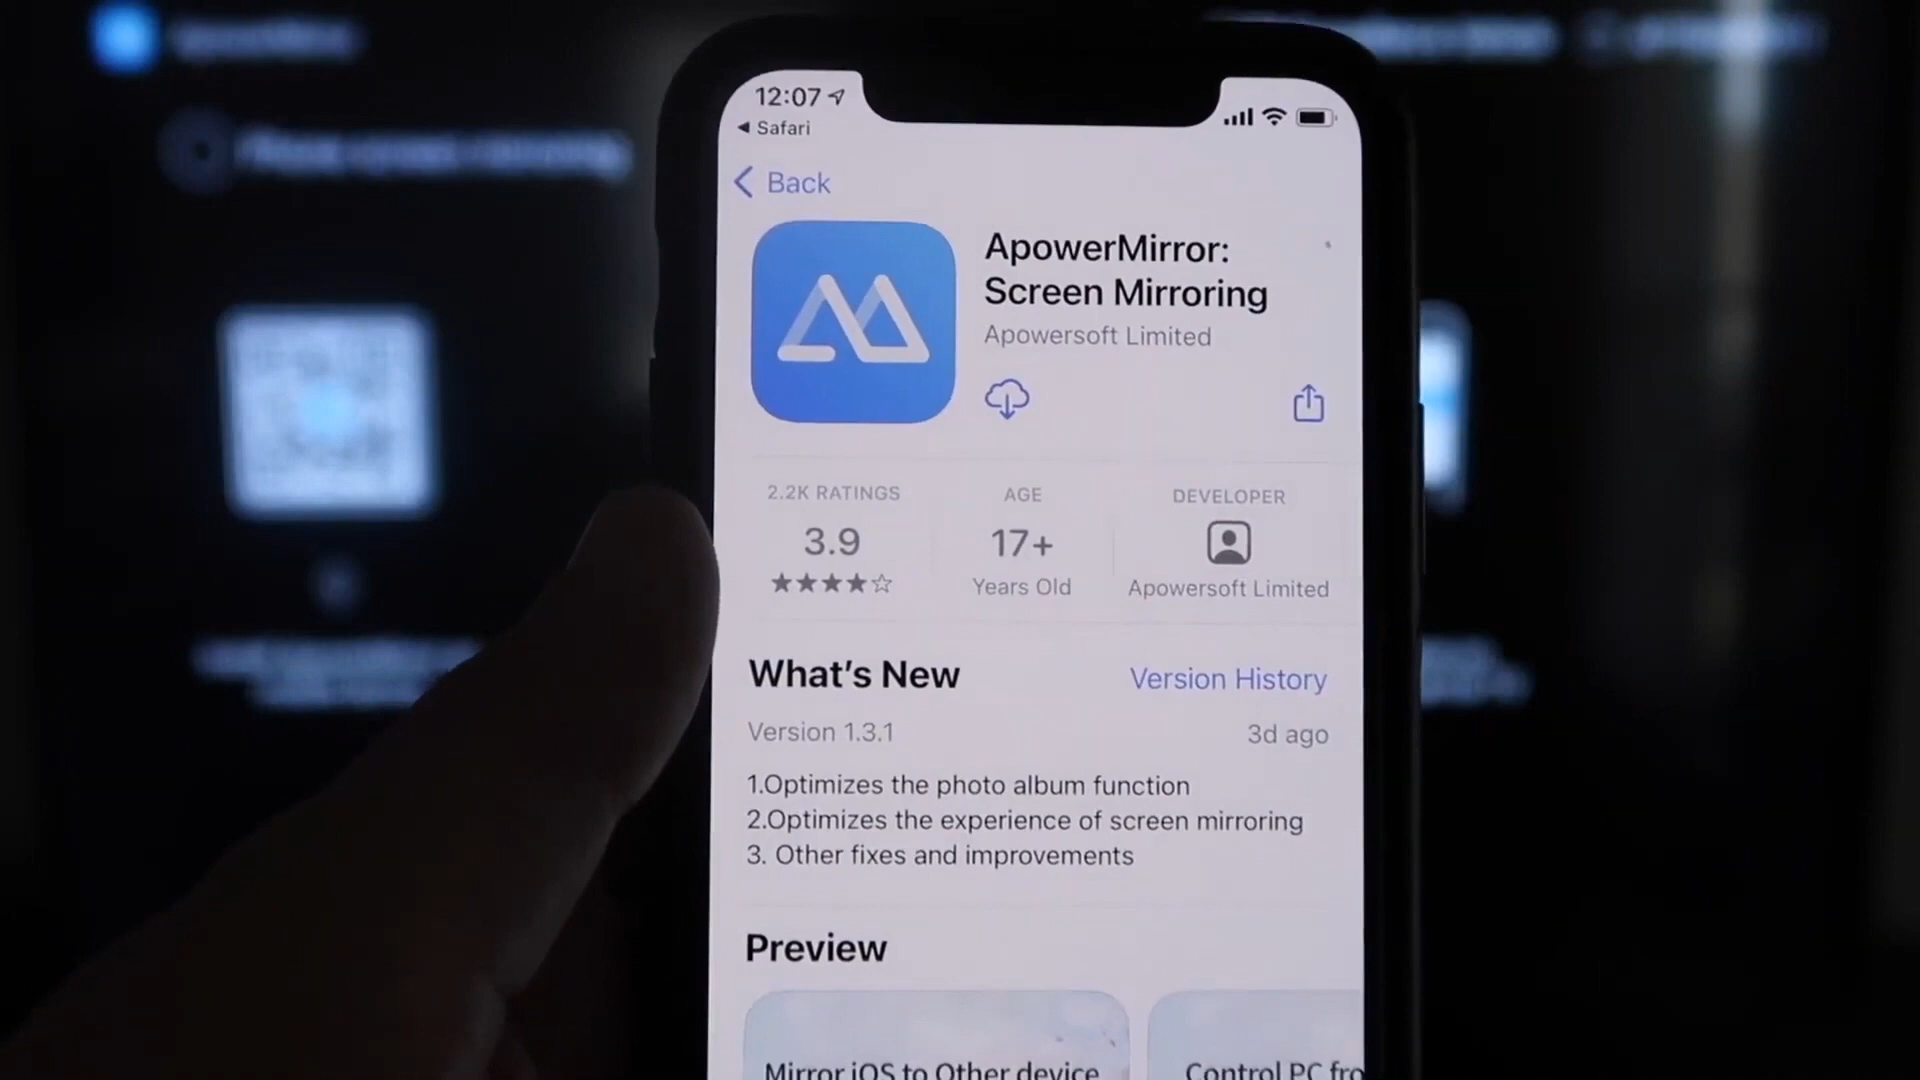 12:07
Safari
Back
ApowerMirror:
Screen Mirroring
Apowersoft Limited
2.2K RATINGS
AGE
DEVELOPER
3.9
17+
Years Old
Apowersoft Limited
What's New
Version History
Version 1.3.1
3d ago
1.Optimizes the photo album function
2.Optimizes the experience of screen mirroring
3. Other fixes and improvements
Preview
Mirror iOS to Other device
Control PC fro